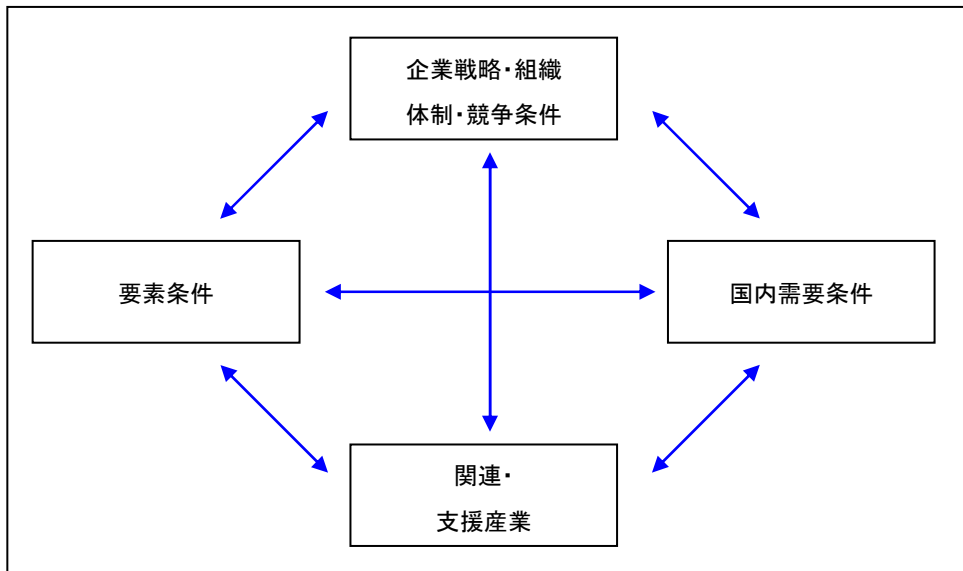 企業戦略・組織
体制・競争条件
要素条件
国内需要条件
関連・
支援産業